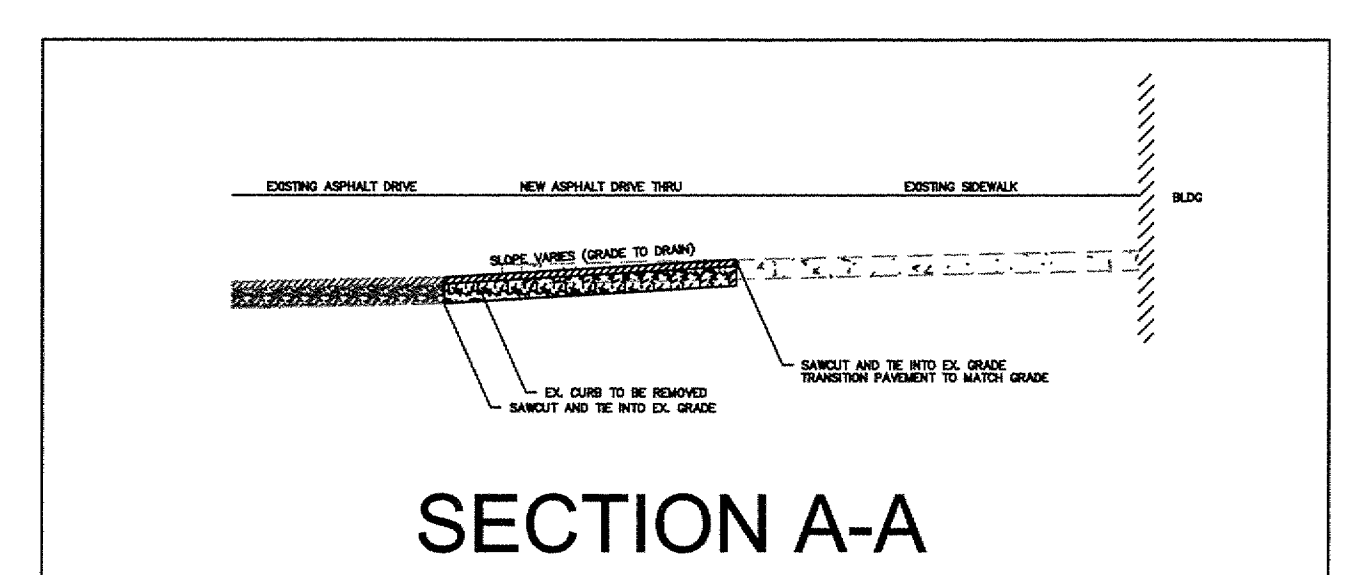 EXISTING ASPHALT DRIVE
NEW ASPHALT DRIVE THRU
EXISTING SIDEWALK
BLDG
SLOPE VARIES (GRADE TO DRAIN)
SAWCUT AND TIE INTO EX. GRADE
TRANSITION PAVEMENT TO MATCH GRADE
EX. CURB TO BE REMOVED
SAWCUT AND TIE INTO EX. GRADE
SECTION A-A